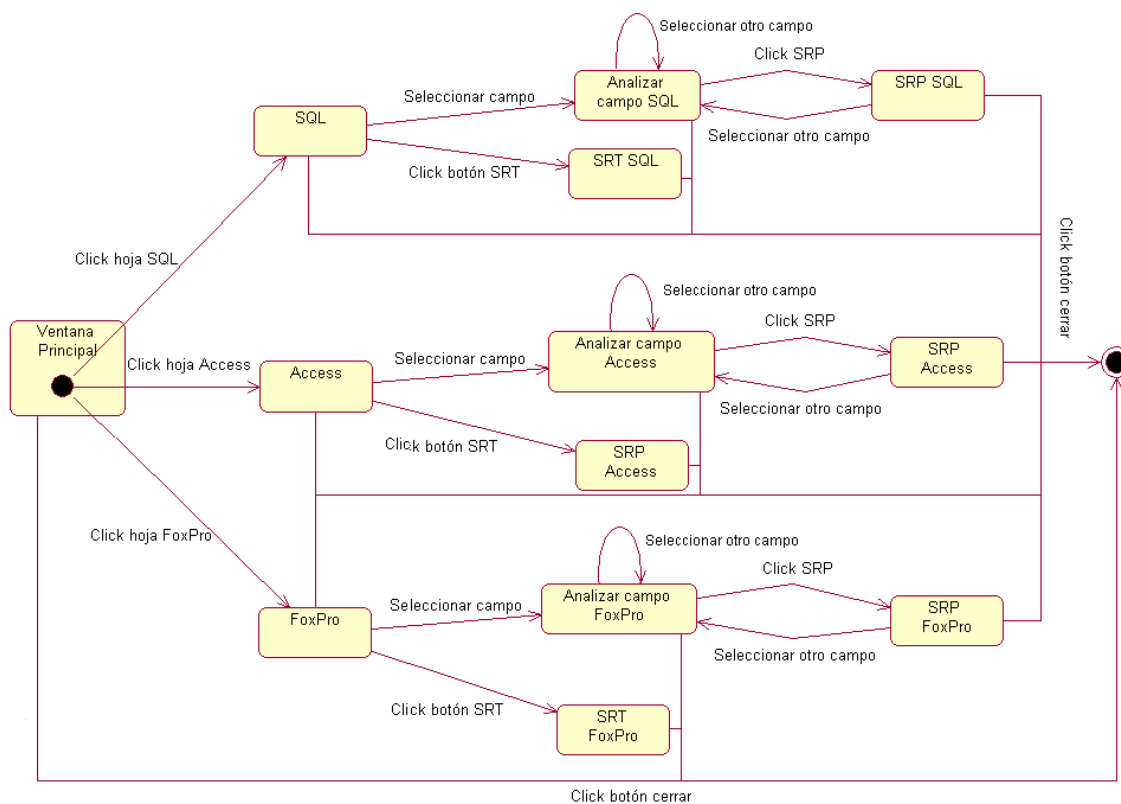 Seleccionar otro campo
Click SRP
Analizar
campo SQL
SRP SQL
Seleccionar campo
SQL
Seleccionar otro campo
Click botón SRT
SRT SQL
Click hoja SQL
Click botón cerrar
Seleccionar otro campo
Click SRP
Ventana
Principal
Analizar campo
Access
SRP
Access
Click hoja Access
Access
Seleccionar campo
Seleccionar otro campo
Click botón SRT
SRP
Access
Click hoja FoxPro
Seleccionar otro campo
Click SRP
Analizar campo
FoxPro
SRP
FoxPro
Seleccionar campo
FoxPro
Seleccionar otro campo
Click botón SRT
SRT
FoxPro
Click botón cerrar